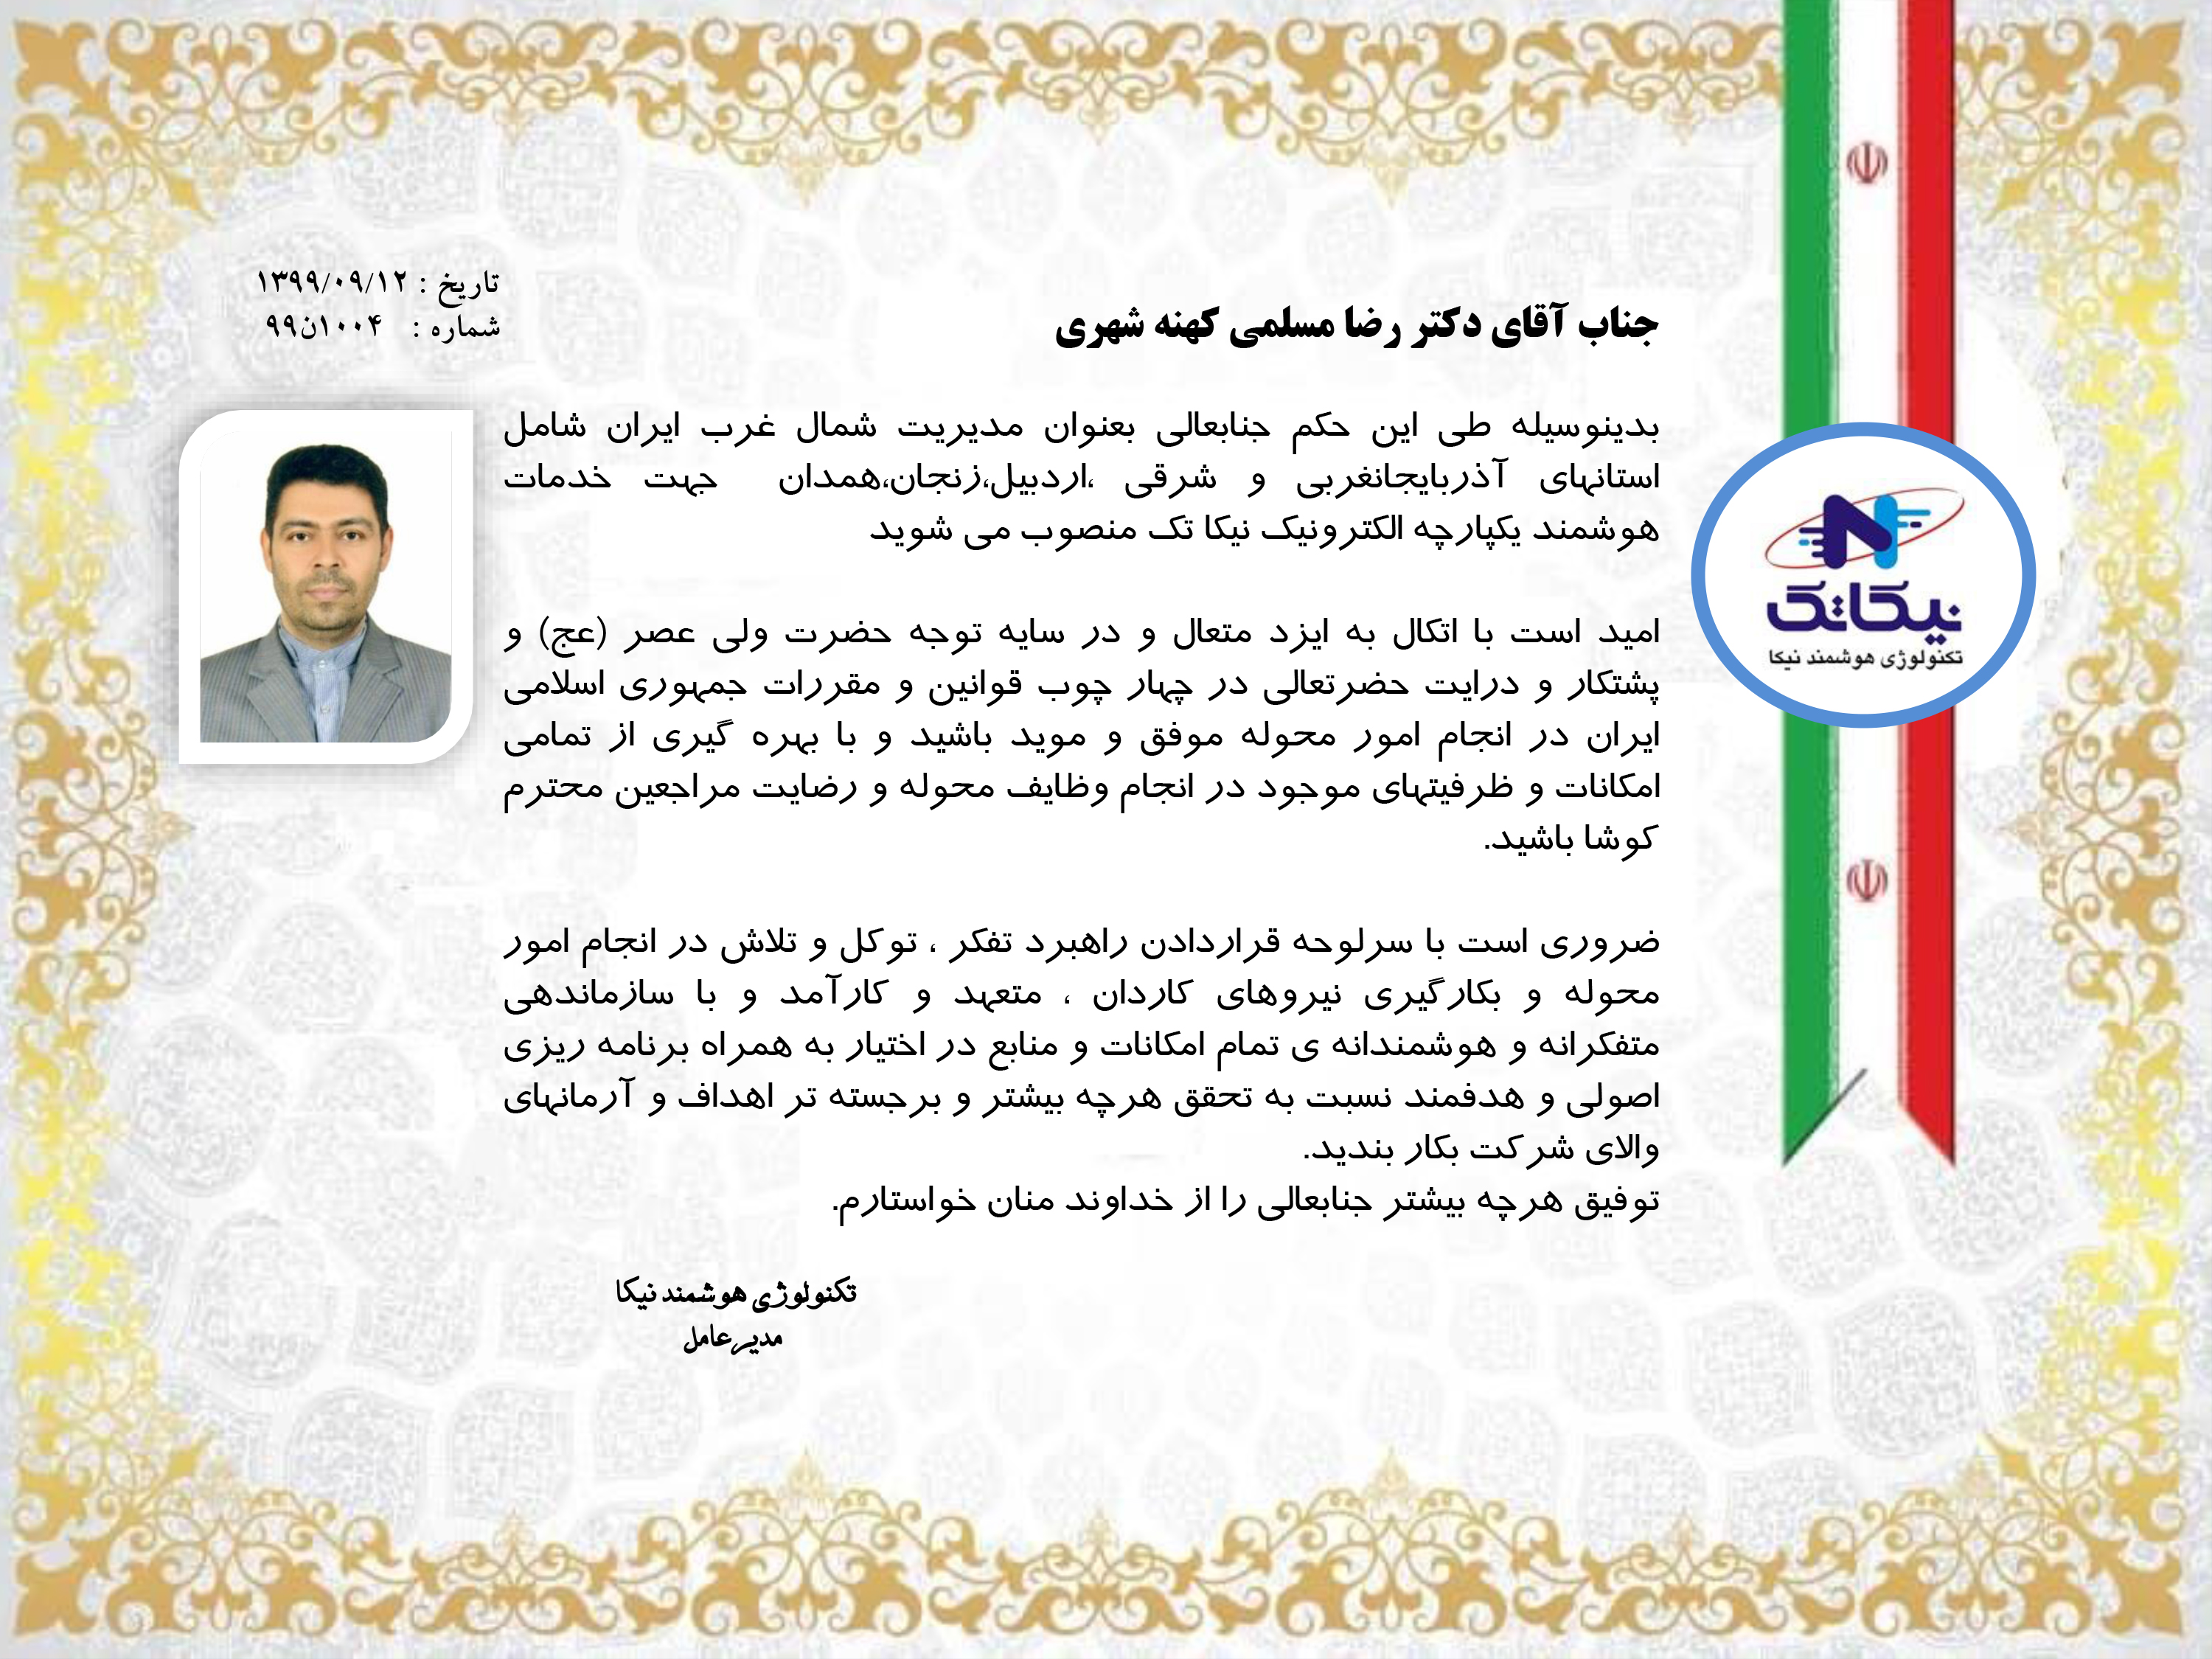 تاریخ : ۱۳۹۹/۰۹/۱۲
شماره : ۱۰۰۴ن۹۹
جناب آقای دکتر رضا مسلمی کهنه شهری
بدینوسیله طی این حکم جنابعالی بعنوان مدیریت شمال غرب ایران شامل
استانهای آذربایجانغربی و شرقی ،اردبیل،زنجان،همدان جهت خدمات
هوشمند یکپارچه الکترونیک نیکا تک منصوب می شوید
امید است با اتکال به ایزد متعال و در سایه توجه حضرت ولی عصر (عج) و
پشتکار و درایت حضرتعالی در چهار چوب قوانین و مقررات جمهوری اسلامی
ایران در انجام امور محوله موفق و موید باشید و با بهره گیری از تمامی
امکانات و ظرفیتهای موجود در انجام وظایف محوله و رضایت مراجعین محترم
کوشا باشید.
ضروری است با سرلوحه قراردادن راهبرد تفکر ، توکل و تلاش در انجام امور
محوله و بکارگیری نیروهای کاردان ، متعهد و کارآمد و با سازماندهی
متفکرانه و هوشمندانه ی تمام امکانات و منابع در اختیار به همراه برنامه ریزی
اصولی و هدفمند نسبت به تحقق هرچه بیشتر و برجسته تر اهداف و آرمانهای
والای شرکت بکار بندید.
توفیق هرچه بیشتر جنابعالی را از خداوند منان خواستارم.
تکنولوژی هوشمند نیکا
مدیرعامل
نیکاتک
تکنولوژی هوشمند نیکا